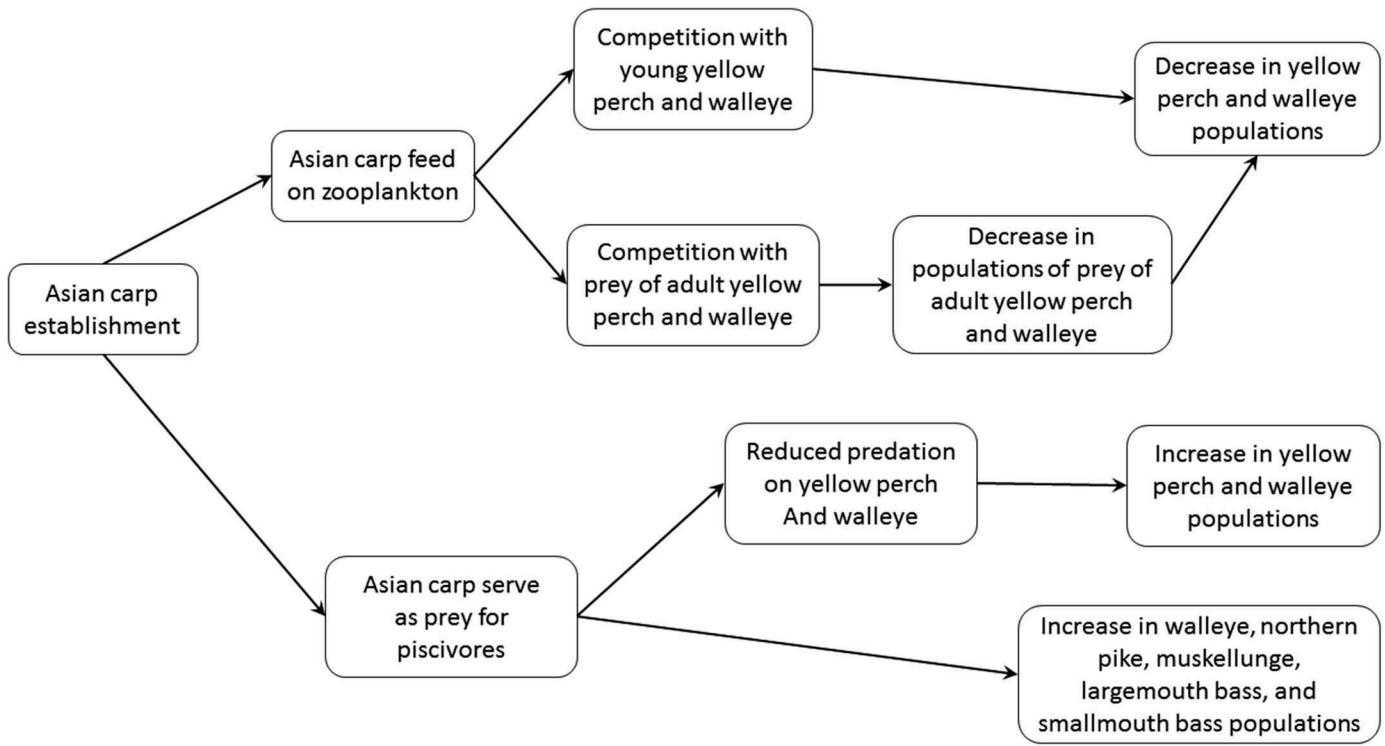 Competition with
young yellow
perch and walleye
Decrease in yellow
perch and walleye
populations
Asian carp feed
on zooplankton
Competition with
prey of adult yellow
perch and walleye
Decrease in
populations of prey of
adult yellow perch
and walleye
Asian carp
establishment
Reduced predation
on yellow perch
And walleye
Increase in yellow
perch and walleye
populations
Asian carp serve
as prey for
piscivores
Increase in walleye, northern
pike, muskellunge,
largemouth bass, and
smallmouth bass populations